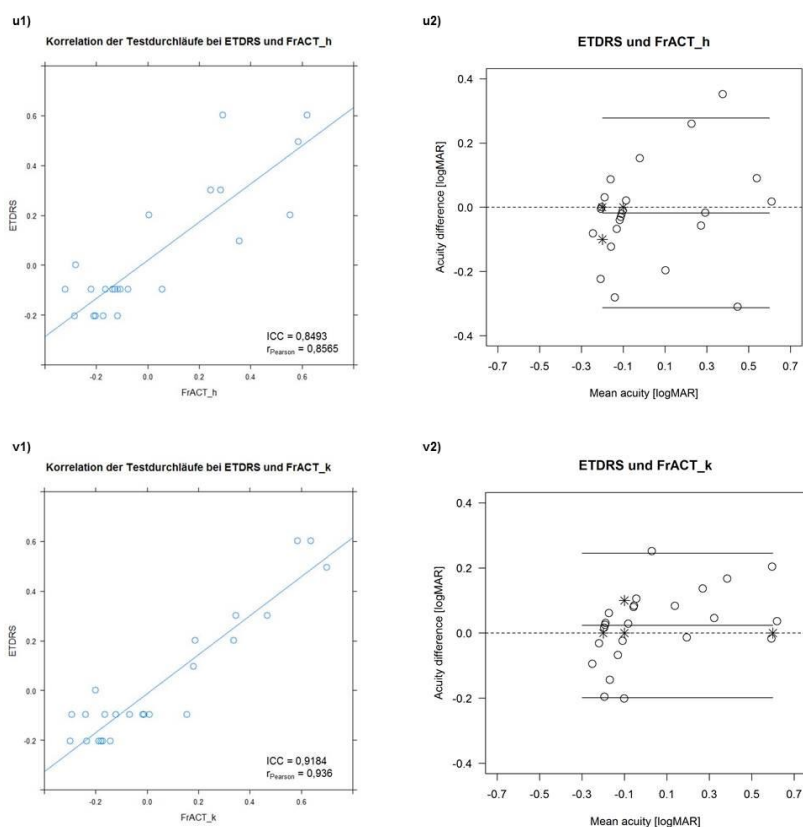 u1)
Korrelation der Testdurchläufe bei ETDRS und FrACT_h
ETDRS
0.6
0.4
0.2
0.0
-0.2
-0.2
0.0
0.2
0.4
0.6
FrACT_h
ICC = 0,8493
rPearson = 0,8565
u2)
ETDRS und FrACT_h
Acuity difference [logMAR]
0.4
0.2
0.0
-0.2
-0.4
-0.7
-0.5
-0.3
-0.1
0.1
0.3
0.5
0.7
Mean acuity [logMAR]
v1)
Korrelation der Testdurchläufe bei ETDRS und FrACT_k
ETDRS
0.6
0.4
0.2
0.0
-0.2
-0.2
0.0
0.2
0.4
0.6
FrACT_k
ICC = 0,9184
rPearson = 0,936
v2)
ETDRS und FrACT_k
Acuity difference [logMAR]
0.4
0.2
0.0
-0.2
-0.4
-0.7
-0.5
-0.3
-0.1
0.1
0.3
0.5
0.7
Mean acuity [logMAR]